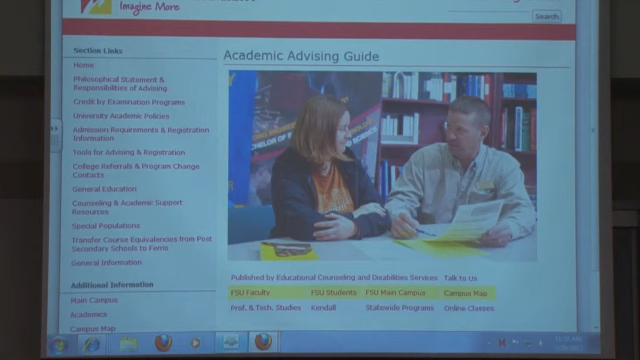 Imagine More
Search
Section Links
Academic Advising Guide
Home
Philosophical Statement &
Responsibilities of Advising
Credit by Examination Programs
University Academic Policies
Admission Requirements & Registration
Information
Tools for Advising & Registration
College Referrals & Program Change
Contacts
General Education
Counseling & Academic Support
Resources
Special Populations
Transfer Course Equivalencies from Post
Secondary Schools to Ferris
General Information
Additional Information
Main Campus
Academics
Campus Map
BACHELOR OF
SCIENCE
Published by Educational Counseling and Disabilities Services Talk to Us
FSU Faculty FSU Students FSU Main Campus Campus Map
Prof. & Tech. Studies Kendall Statewide Programs Online Classes